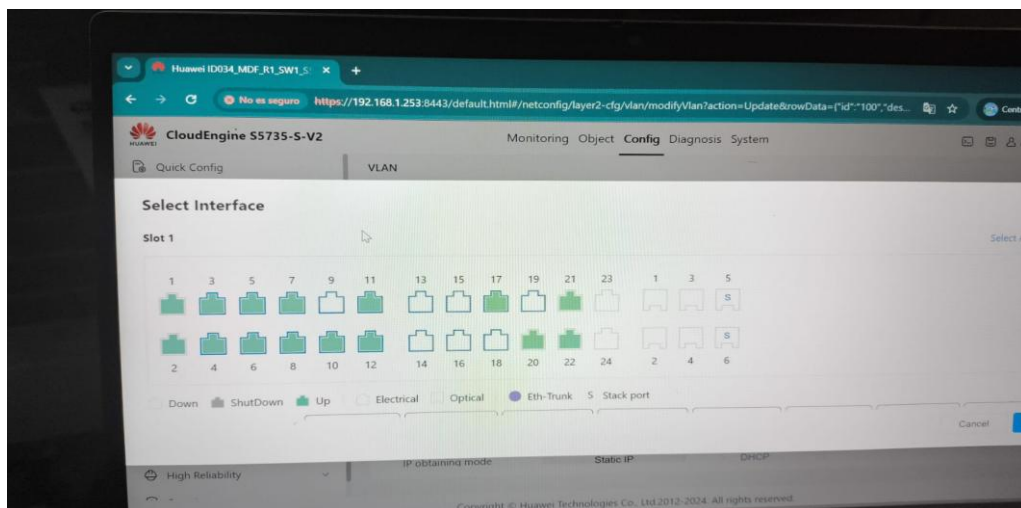 Huawei ID034_MDF_R1_SW1_S
No es seguro https://192.168.1.253:8443/default.html#/netconfig/layer2-cfg/vlan/modifyVlan?action=Update&rowData={"id":"100","des...
HUAWEI CloudEngine S5735-S-V2 Monitoring Object Config Diagnosis System
Quick Config VLAN
Select Interface
Slot 1 Select
1 3 5 7 9 11 13 15 17 19 21 23 1 3 5
S
S
2 4 6 8 10 12 14 16 18 20 22 24 2 4 6
Down ShutDown Up Electrical Optical Eth-Trunk S Stack port
Cancel
High Reliability IP obtaining mode Static IP DHCP
Copyright © Huawei Technologies Co., Ltd.2012-2024. All rights reserved.